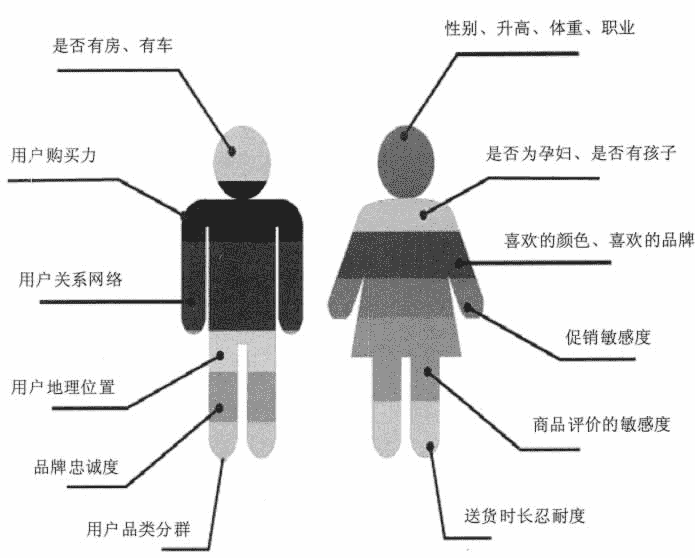 是否有房、有车
性别、升高、体重、职业
用户购买力
是否为孕妇、是否有孩子
喜欢的颜色、喜欢的品牌
用户关系网络
促销敏感度
用户地理位置
商品评价的敏感度
品牌忠诚度
送货时长忍耐度
用户品类分群